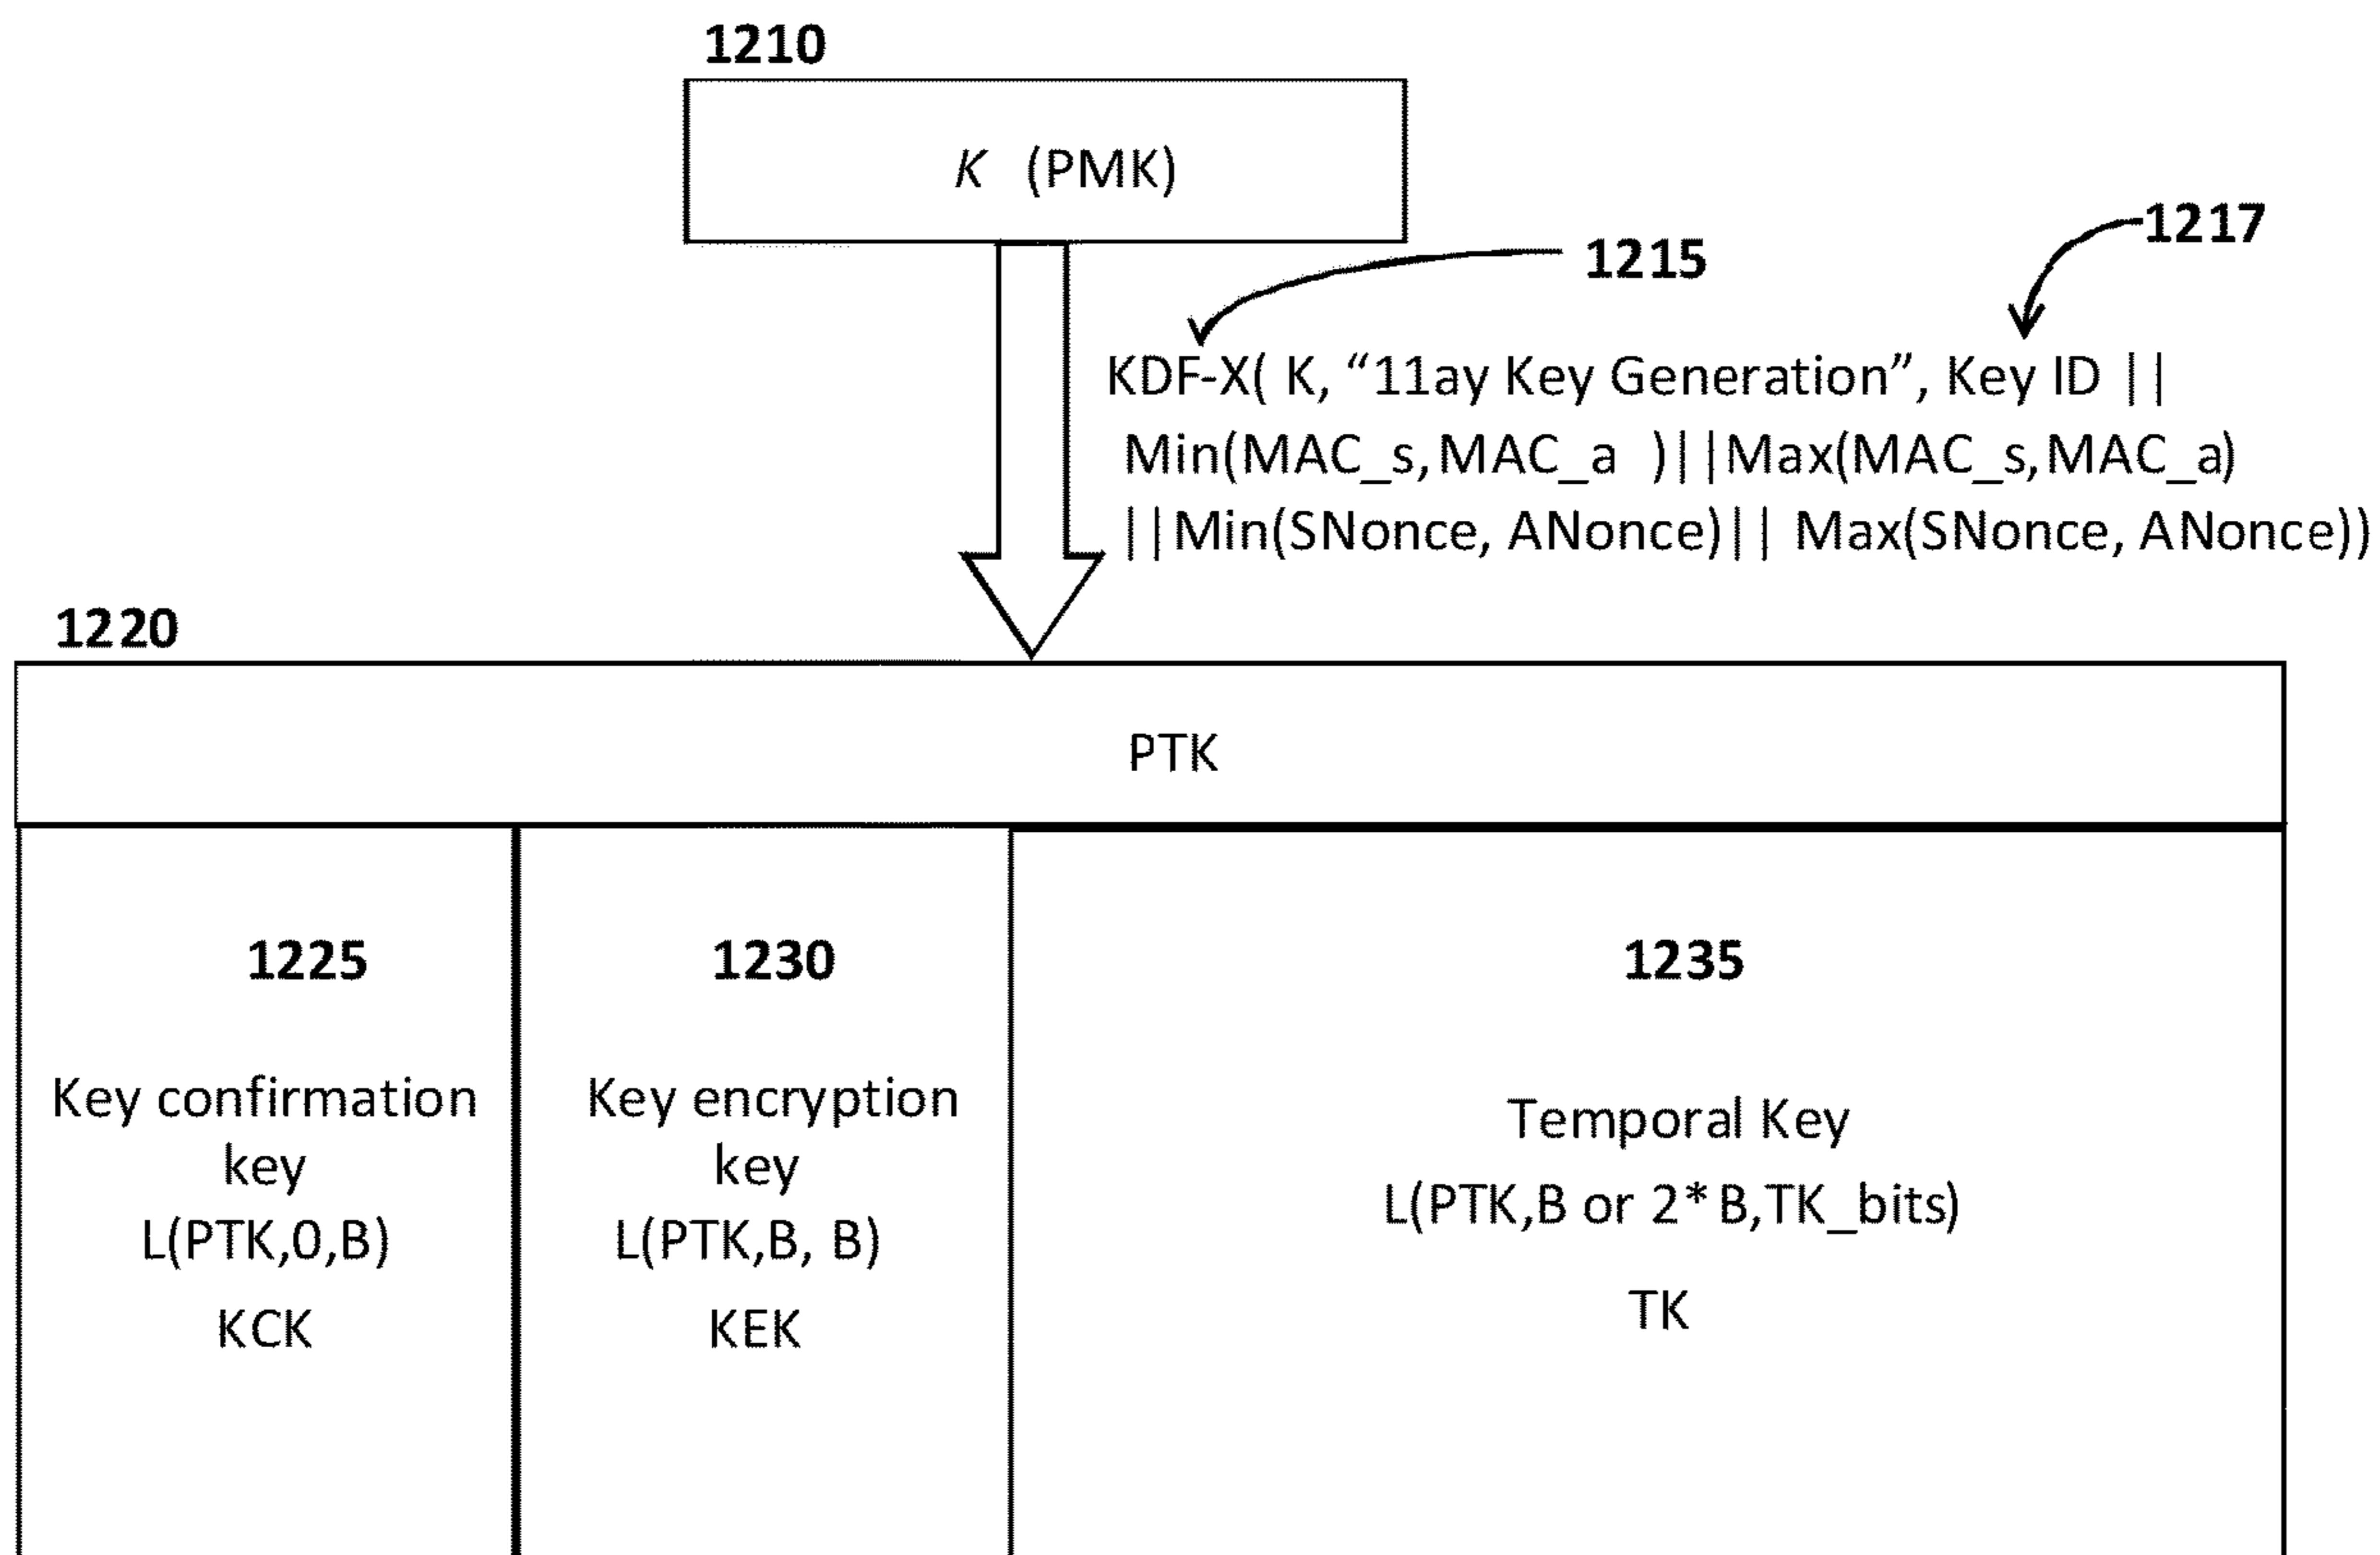 1210
K (PMK)
1217
1215
KDF-X( K, “11ay Key Generation”, Key ID ||
Min(MAC_s,MAC_a )||Max(MAC_s,MAC_a)
||Min(SNonce, ANonce)|| Max(SNonce, ANonce))
1220
PTK
1225
Key confirmation
key
L(PTK,0,B)
KCK
1230
Key encryption
key
L(PTK,B, B)
KEK
1235
Temporal Key
L(PTK,B or 2*B,TK_bits)
TK